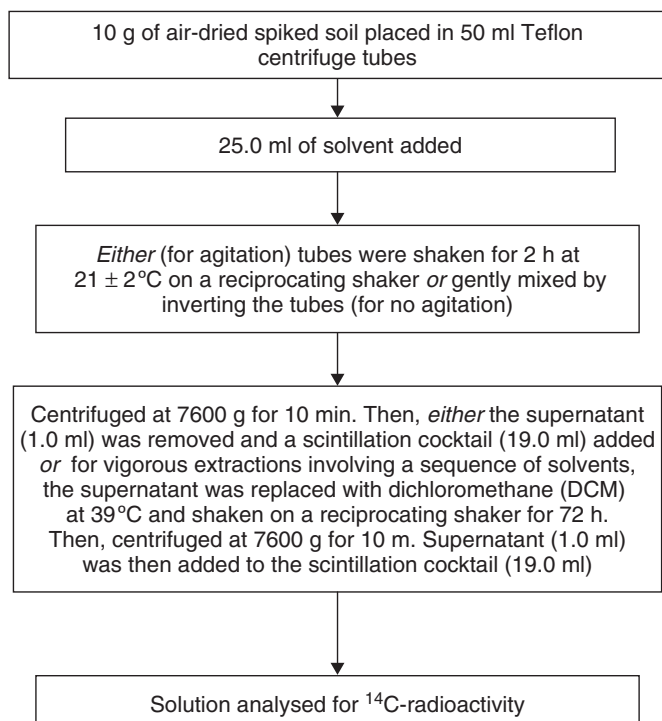 10 g of air-dried spiked soil placed in 50 ml Teflon
centrifuge tubes
25.0 ml of solvent added
Either (for agitation) tubes were shaken for 2 h at
21 ± 2°C on a reciprocating shaker or gently mixed by
inverting the tubes (for no agitation)
Centrifuged at 7600 g for 10 min. Then, either the supernatant
(1.0 ml) was removed and a scintillation cocktail (19.0 ml) added
or for vigorous extractions involving a sequence of solvents,
the supernatant was replaced with dichloromethane (DCM)
at 39°C and shaken on a reciprocating shaker for 72 h.
Then, centrifuged at 7600 g for 10 m. Supernatant (1.0 ml)
was then added to the scintillation cocktail (19.0 ml)
Solution analysed for ¹⁴C-radioactivity